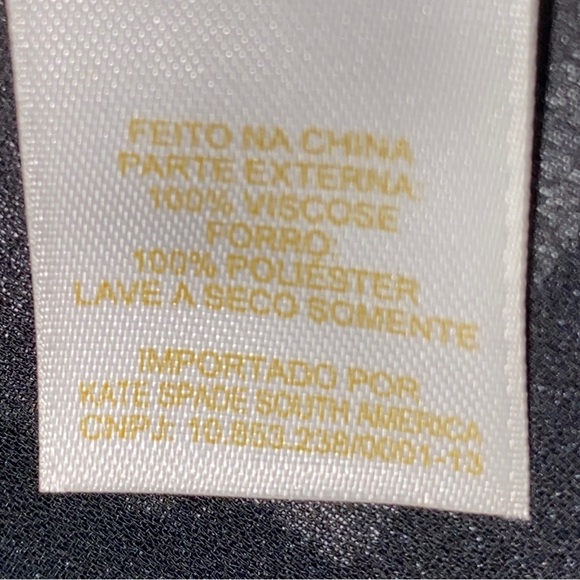 FEITO NA CHINA
PARTE EXTERNA:
100% VISCOSE
FORRO:
100% POLIÉSTER
LAVE A SECO SOMENTE
IMPORTADO POR
KATE SPADE SOUTH AMERICA
CNPJ: 10.853.238/0001-13